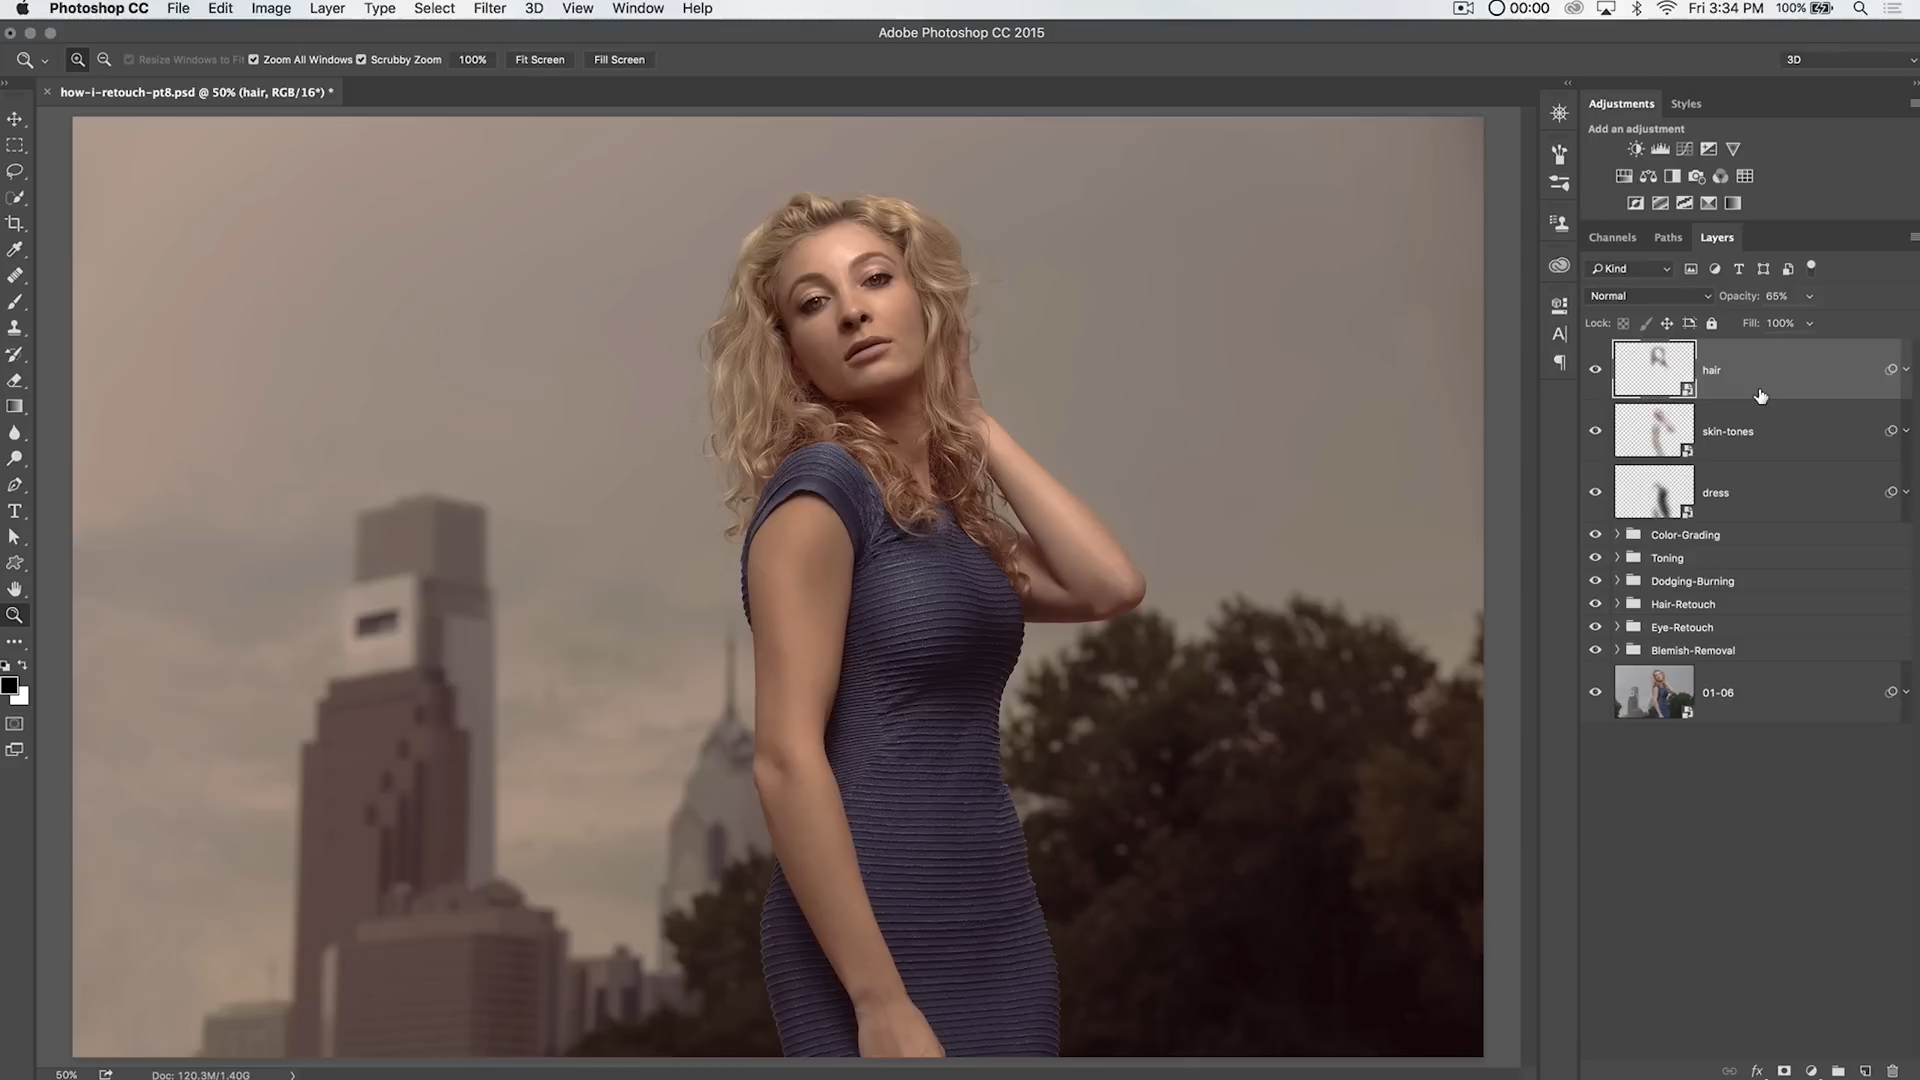 Photoshop CC File Edit Image Layer Type Select Filter 3D View Window Help 00:00 Fri 3:34 PM 100%
Adobe Photoshop CC 2015
Resize Windows to Fit Zoom All Windows Scrubby Zoom 100% Fit Screen Fill Screen 3D
how-i-retouch-pt8.psd @ 50% (hair, RGB/16*) *
Adjustments Styles
Add an adjustment
Channels Paths Layers
Kind
Normal Opacity: 65%
Lock: Fill: 100%
hair
skin-tones
dress
Color-Grading
Toning
Dodging-Burning
Hair-Retouch
Eye-Retouch
Blemish-Removal
01-06
50% Doc: 120.3M/1.40G